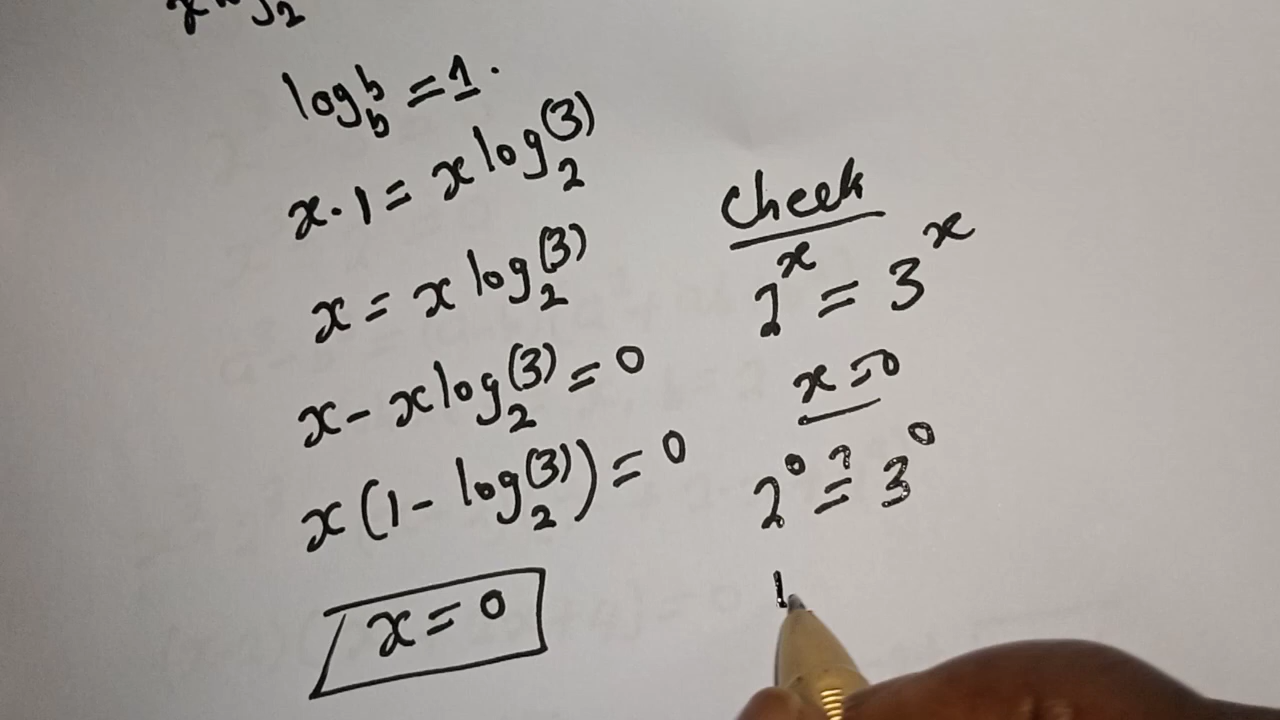 log_b b = 1.
x · 1 = x log_2 (3)
x = x log_2 (3)
x - x log_2 (3) = 0
x (1 - log_2 (3)) = 0
x = 0
Check
2^x = 3^x
x = 0
2^0 ?= 3^0
1